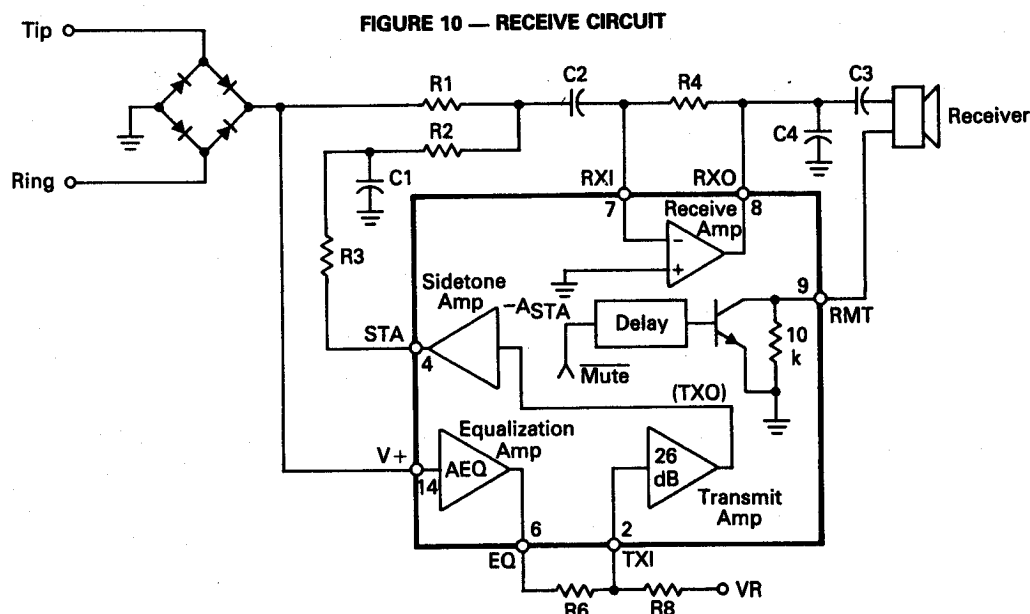 FIGURE 10 — RECEIVE CIRCUIT
Tip
Ring
R1
C2
R4
C3
Receiver
R2
C4
C1
R3
RXI
RXO
7
8
Receive
Amp
−
+
Sidetone
Amp
−ASTA
STA
4
Delay
Mute
9
RMT
10
k
(TXO)
Equalization
Amp
V+
14
AEQ
26
dB
Transmit
Amp
6
2
EQ
TXI
R6
R8
VR